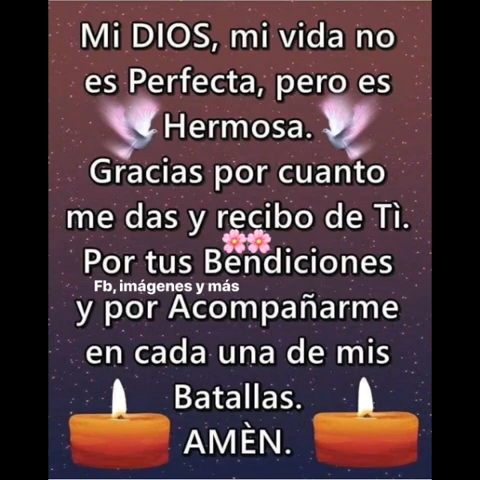 Mi DIOS, mi vida no
es Perfecta, pero es
Hermosa.
Gracias por cuanto
me das y recibo de Tì.
Por tus Bendiciones
Fb, imágenes y más
y por Acompañarme
en cada una de mis
Batallas.
AMÈN.